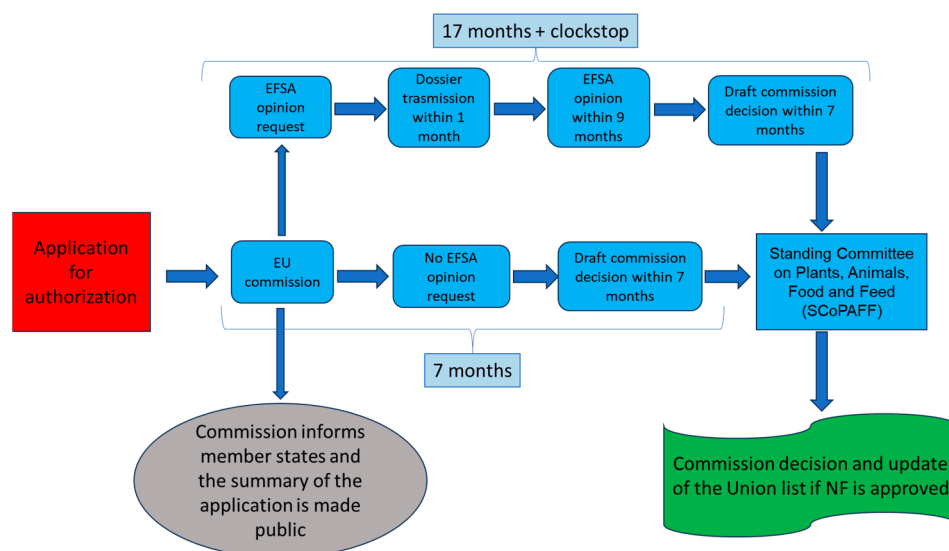 17 months + clockstop
EFSA
opinion
request
Dossier
trasmission
within 1
month
EFSA
opinion
within 9
months
Draft commission
decision within 7
months
Application
for
authorization
EU
commission
No EFSA
opinion
request
Draft commission
decision within 7
months
Standing Committee
on Plants, Animals,
Food and Feed
(SCoPAFF)
7 months
Commission informs
member states and
the summary of the
application is made
public
Commission decision and update
of the Union list if NF is approved